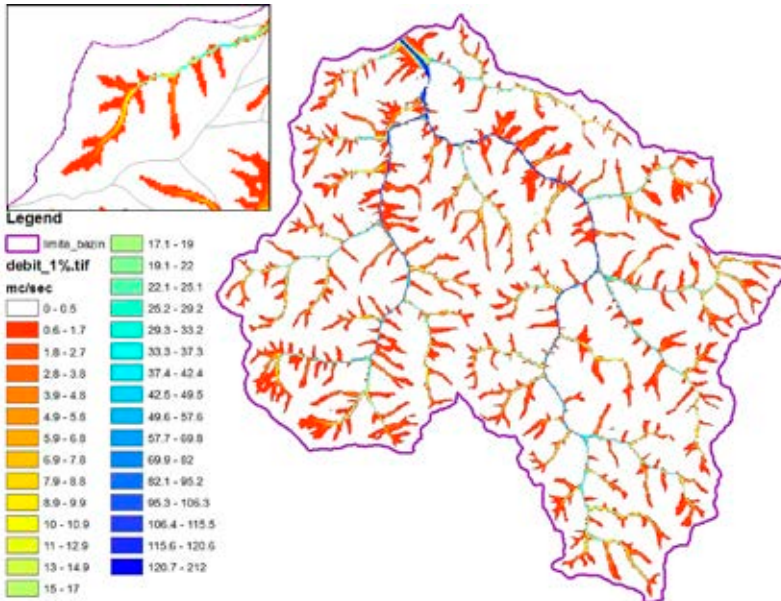 Legend
limita_bazin
debit_1%.tif
mc/sec
0 - 0.5
0.6 - 1.7
1.8 - 2.7
2.8 - 3.8
3.9 - 4.8
4.9 - 5.8
5.9 - 6.8
6.9 - 7.8
7.9 - 8.8
8.9 - 9.9
10 - 10.9
11 - 12.9
13 - 14.9
15 - 17
17.1 - 19
19.1 - 22
22.1 - 25.1
25.2 - 29.2
29.3 - 33.2
33.3 - 37.3
37.4 - 42.4
42.5 - 49.5
49.6 - 57.6
57.7 - 69.8
69.9 - 82
82.1 - 95.2
95.3 - 106.3
106.4 - 115.5
115.6 - 120.6
120.7 - 212